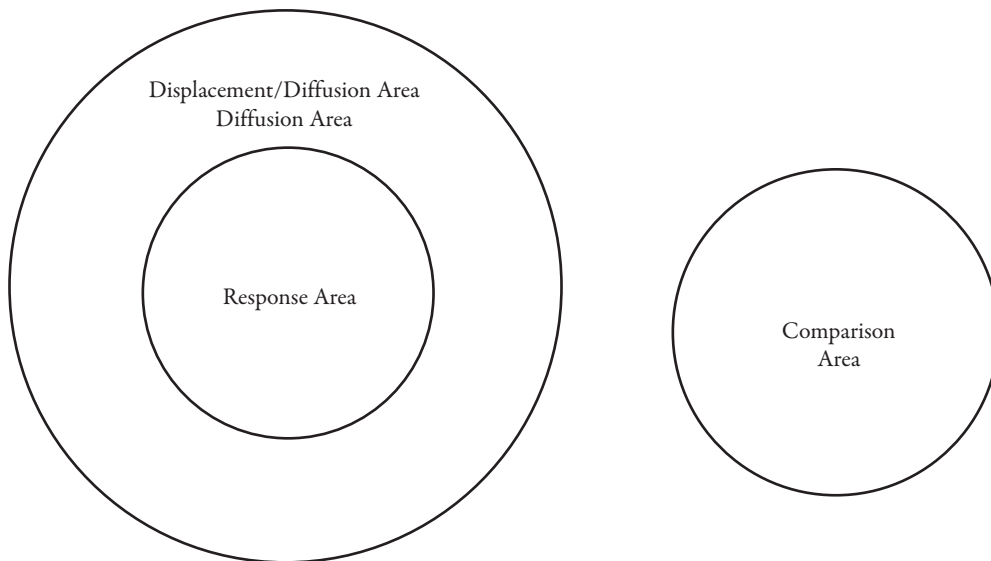 Displacement/Diffusion Area
Diffusion Area
Response Area
Comparison
Area